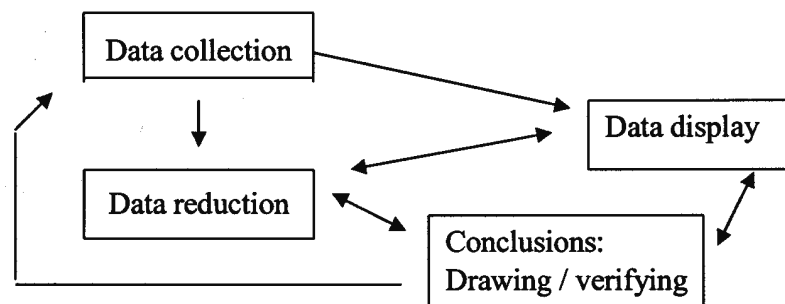 Data collection
Data display
Data reduction
Conclusions:
Drawing / verifying